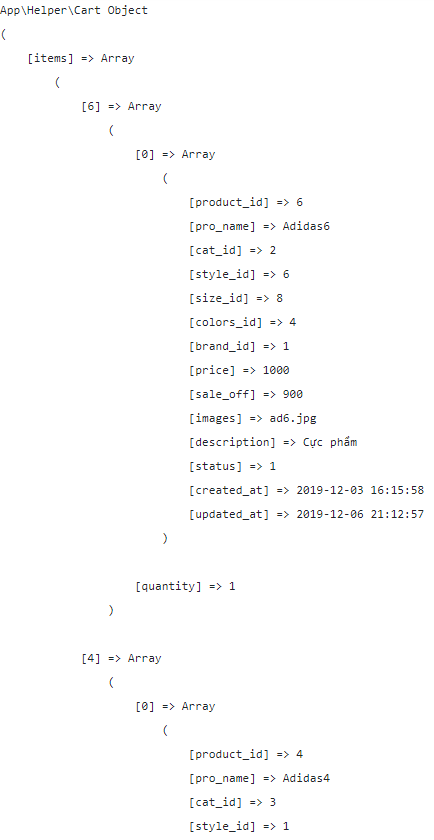 App\Helper\Cart Object
(
    [items] => Array
        (
            [6] => Array
                (
                    [0] => Array
                        (
                            [product_id] => 6
                            [pro_name] => Adidas6
                            [cat_id] => 2
                            [style_id] => 6
                            [size_id] => 8
                            [colors_id] => 4
                            [brand_id] => 1
                            [price] => 1000
                            [sale_off] => 900
                            [images] => ad6.jpg
                            [description] => Cực phẩm
                            [status] => 1
                            [created_at] => 2019-12-03 16:15:58
                            [updated_at] => 2019-12-06 21:12:57
                        )
                    [quantity] => 1
                )
            [4] => Array
                (
                    [0] => Array
                        (
                            [product_id] => 4
                            [pro_name] => Adidas4
                            [cat_id] => 3
                            [style_id] => 1